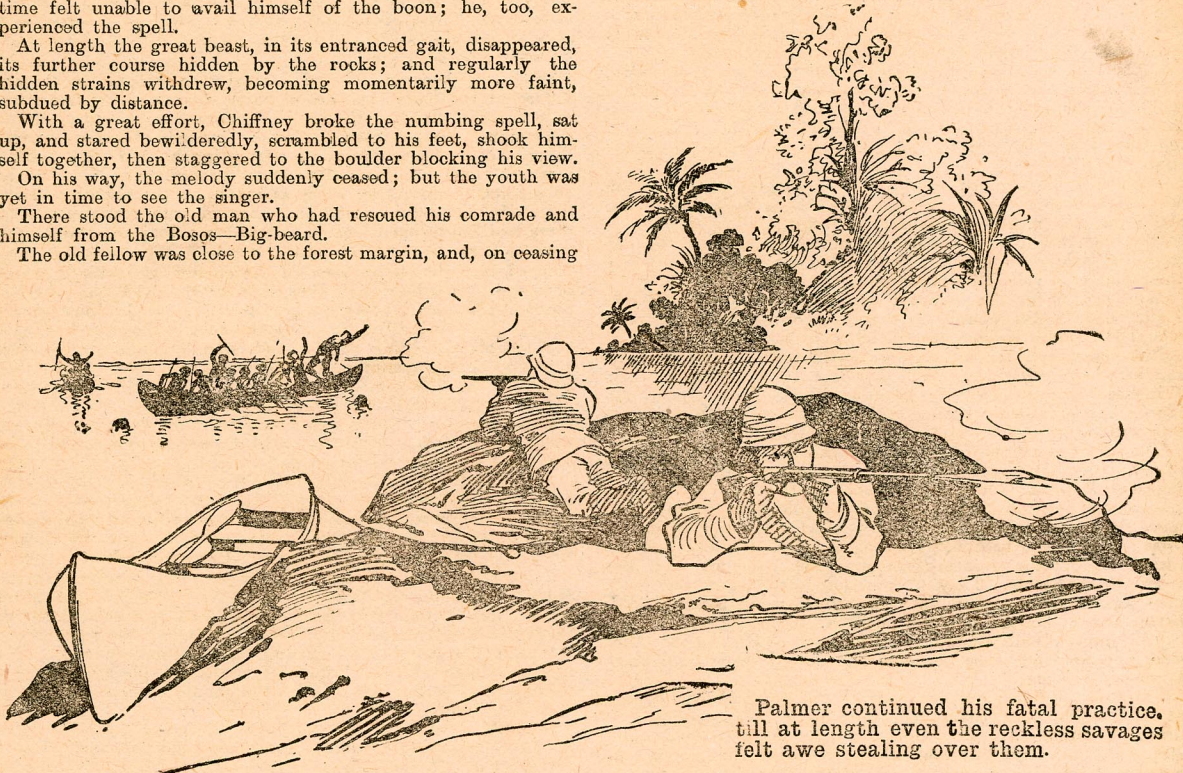 time felt unable to avail himself of the boon; he, too, ex-
perienced the spell.
At length the great beast, in its entranced gait, disappeared,
its further course hidden by the rocks; and regularly the
hidden strains withdrew, becoming momentarily more faint,
subdued by distance.
With a great effort, Chiffney broke the numbing spell, sat
up, and stared bewilderedly, scrambled to his feet, shook him-
self together, then staggered to the boulder blocking his view.
On his way, the melody suddenly ceased; but the youth was
yet in time to see the singer.
There stood the old man who had rescued his comrade and
himself from the Bosos—Big-beard.
The old fellow was close to the forest margin, and, on ceasing
Palmer continued his fatal practice.
till at length even the reckless savages
felt awe stealing over them.